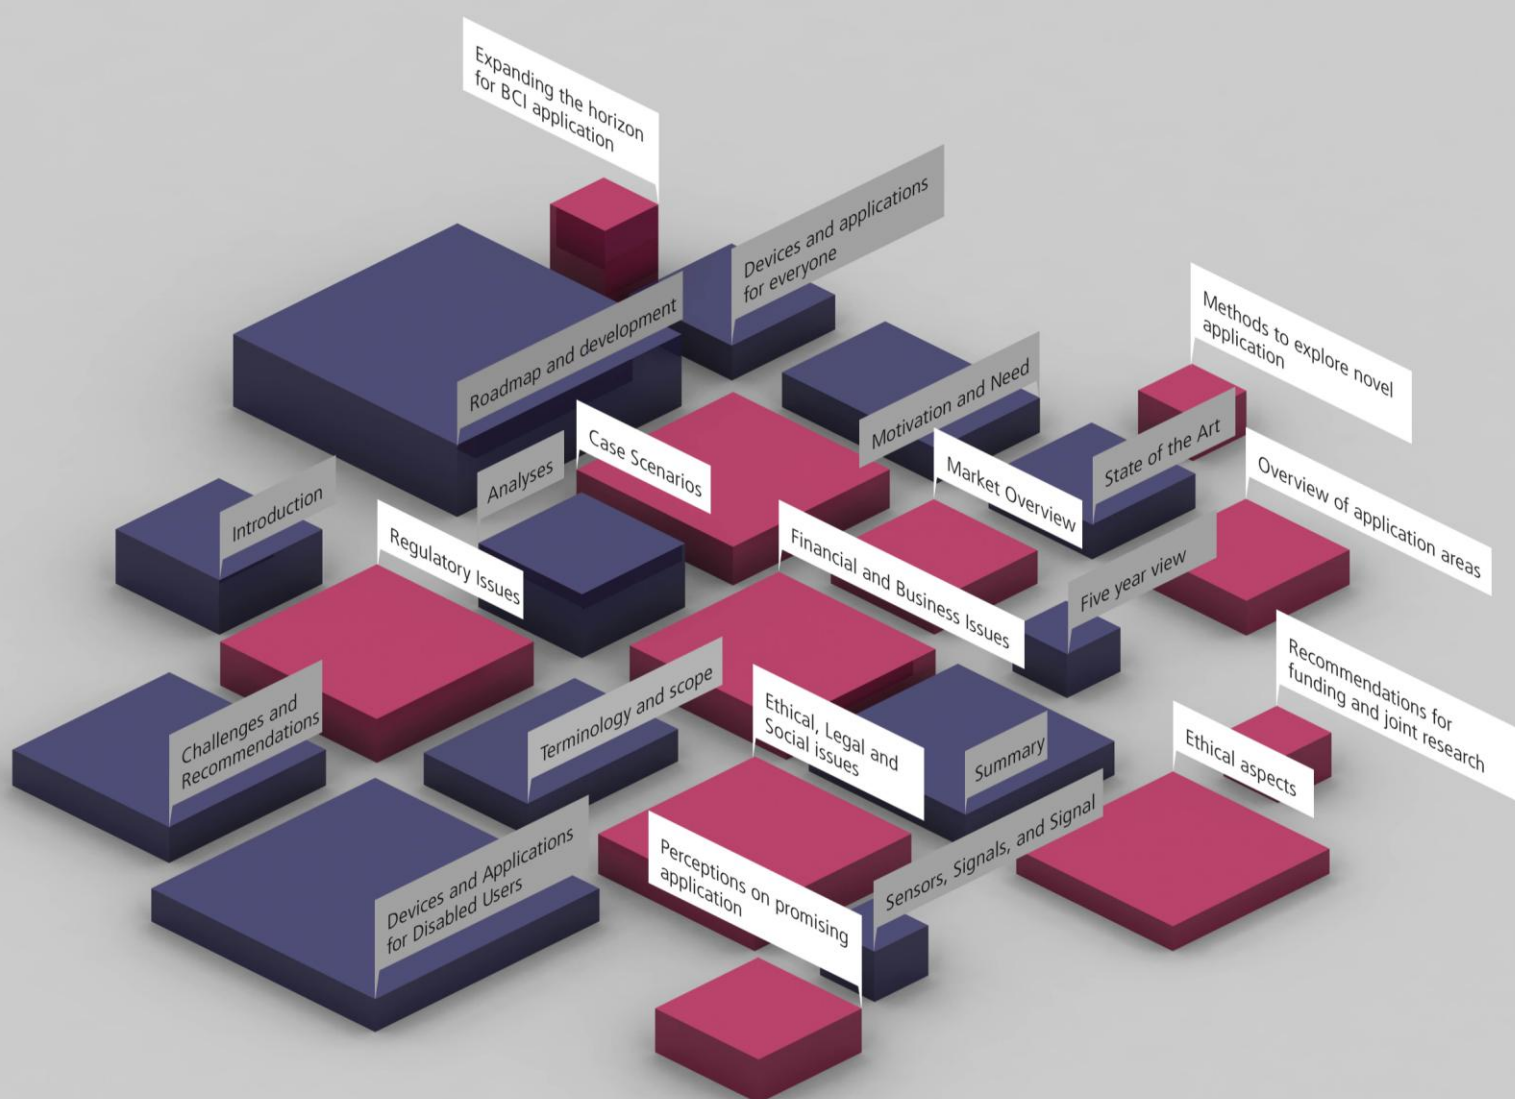 Expanding the horizon
for BCI application
Devices and applications
for everyone
Roadmap and development
Methods to explore novel
application
Motivation and Need
State of the Art
Case Scenarios
Market Overview
Overview of application areas
Analyses
Introduction
Regulatory Issues
Financial and Business Issues
Five year view
Recommendations for
funding and joint research
Challenges and
Recommendations
Terminology and scope
Ethical, Legal and
Social issues
Summary
Ethical aspects
Devices and Applications
for Disabled Users
Perceptions on promising
application
Sensors, Signals, and Signal